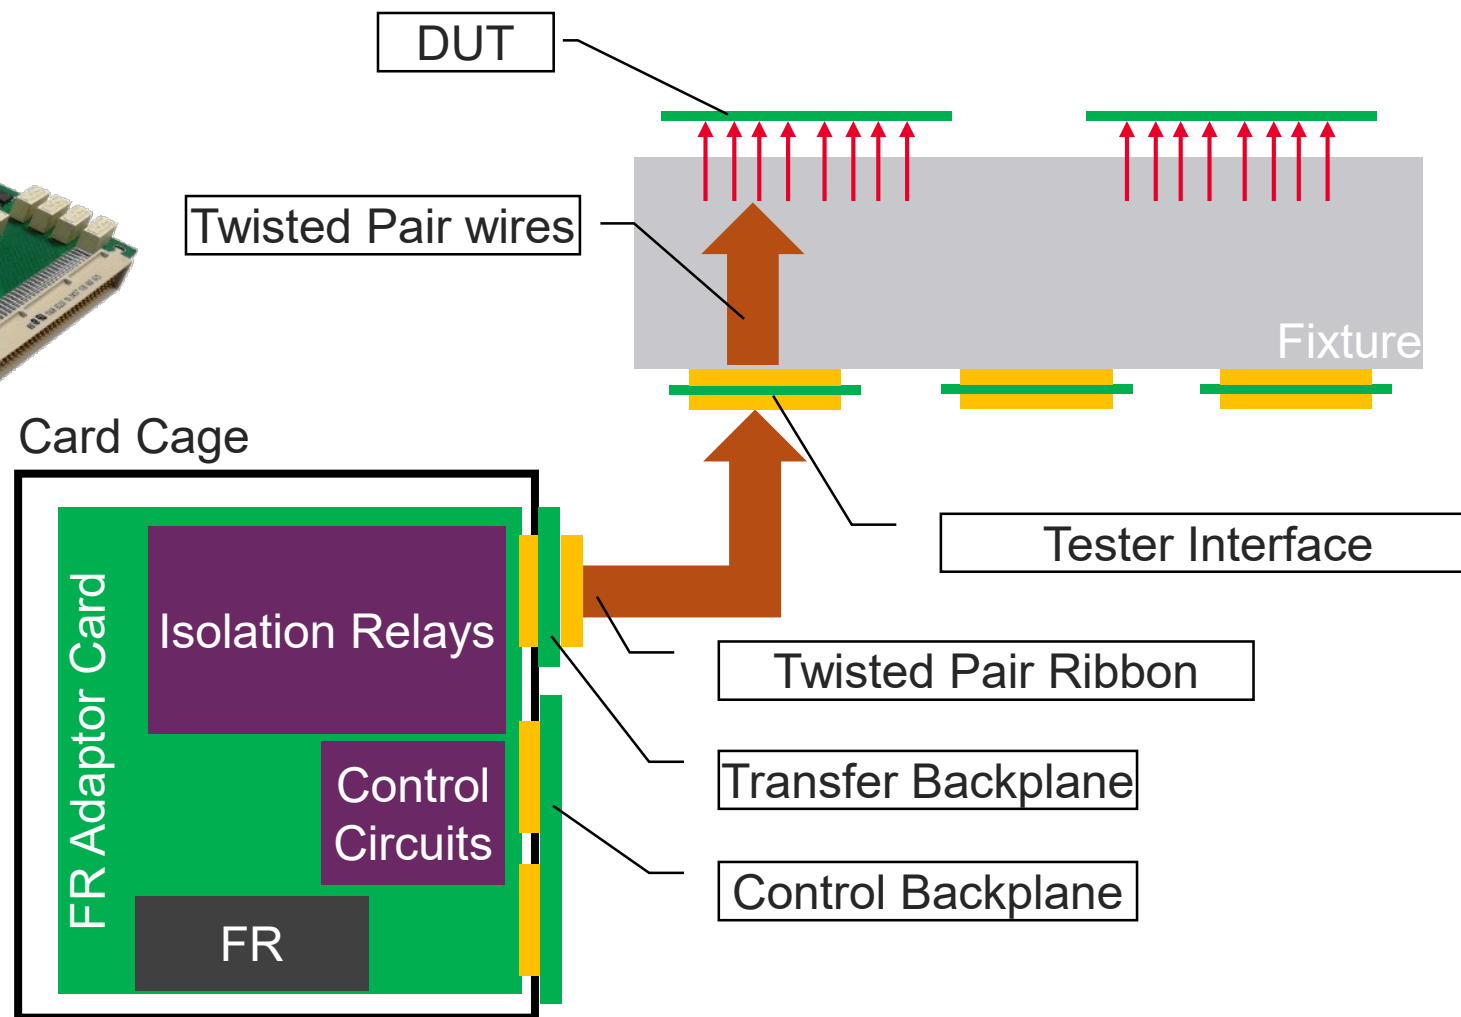 DUT
Twisted Pair wires
Fixture
Card Cage
Tester Interface
FR Adaptor Card
Isolation Relays
Twisted Pair Ribbon
Control
Circuits
Transfer Backplane
Control Backplane
FR